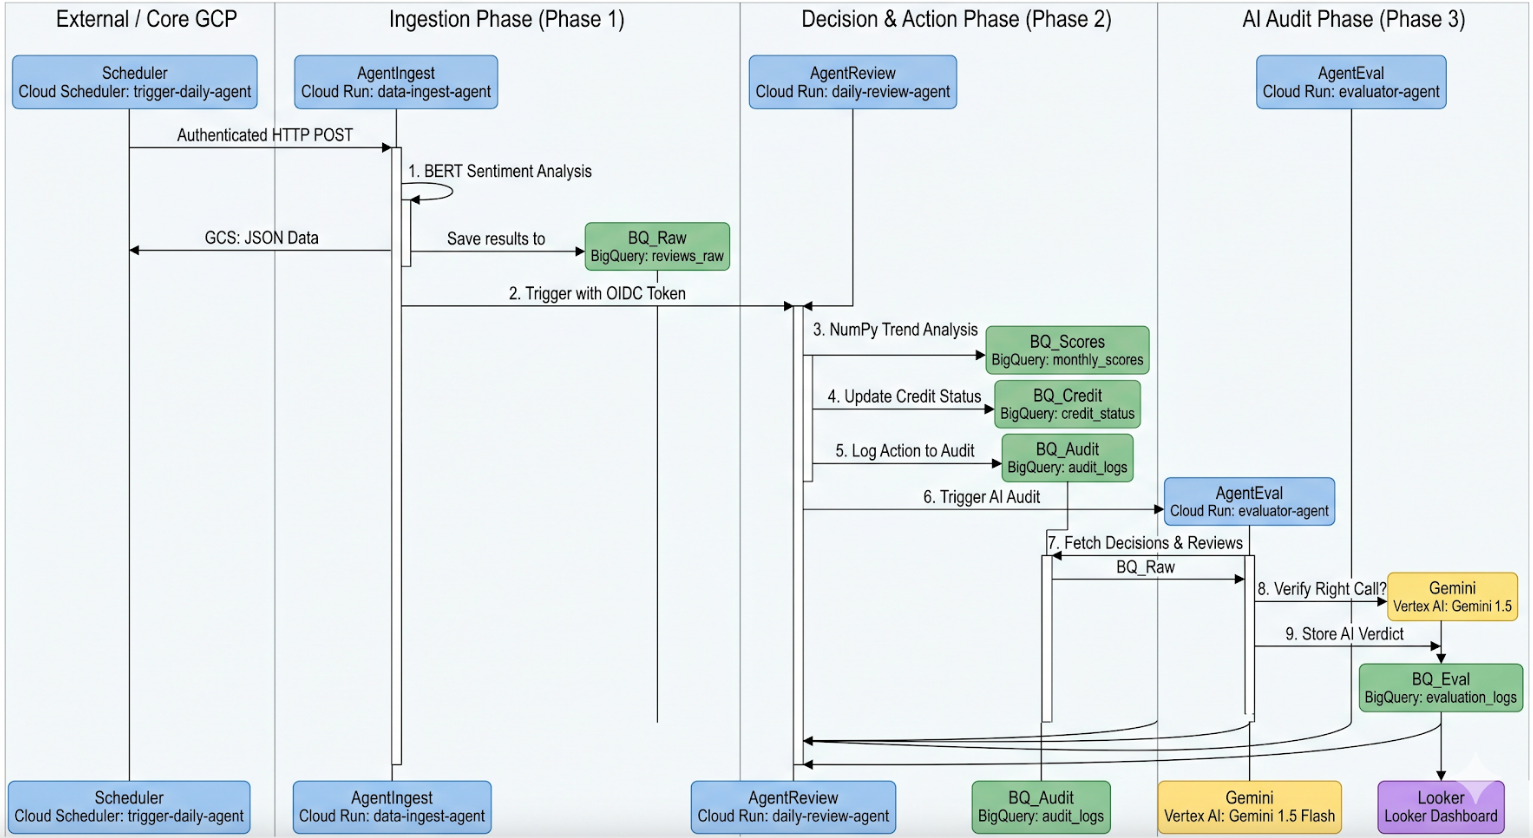 External / Core GCP
Ingestion Phase (Phase 1)
Decision & Action Phase (Phase 2)
AI Audit Phase (Phase 3)
Scheduler
Cloud Scheduler: trigger-daily-agent
AgentIngest
Cloud Run: data-ingest-agent
AgentReview
Cloud Run: daily-review-agent
AgentEval
Cloud Run: evaluator-agent
Authenticated HTTP POST
1. BERT Sentiment Analysis
GCS: JSON Data
Save results to
BQ_Raw
BigQuery: reviews_raw
2. Trigger with OIDC Token
3. NumPy Trend Analysis
BQ_Scores
BigQuery: monthly_scores
4. Update Credit Status
BQ_Credit
BigQuery: credit_status
5. Log Action to Audit
BQ_Audit
BigQuery: audit_logs
6. Trigger AI Audit
AgentEval
Cloud Run: evaluator-agent
7. Fetch Decisions & Reviews
BQ_Raw
8. Verify Right Call?
Gemini
Vertex AI: Gemini 1.5
9. Store AI Verdict
BQ_Eval
BigQuery: evaluation_logs
Scheduler
Cloud Scheduler: trigger-daily-agent
AgentIngest
Cloud Run: data-ingest-agent
AgentReview
Cloud Run: daily-review-agent
BQ_Audit
BigQuery: audit_logs
Gemini
Vertex AI: Gemini 1.5 Flash
Looker
Looker Dashboard